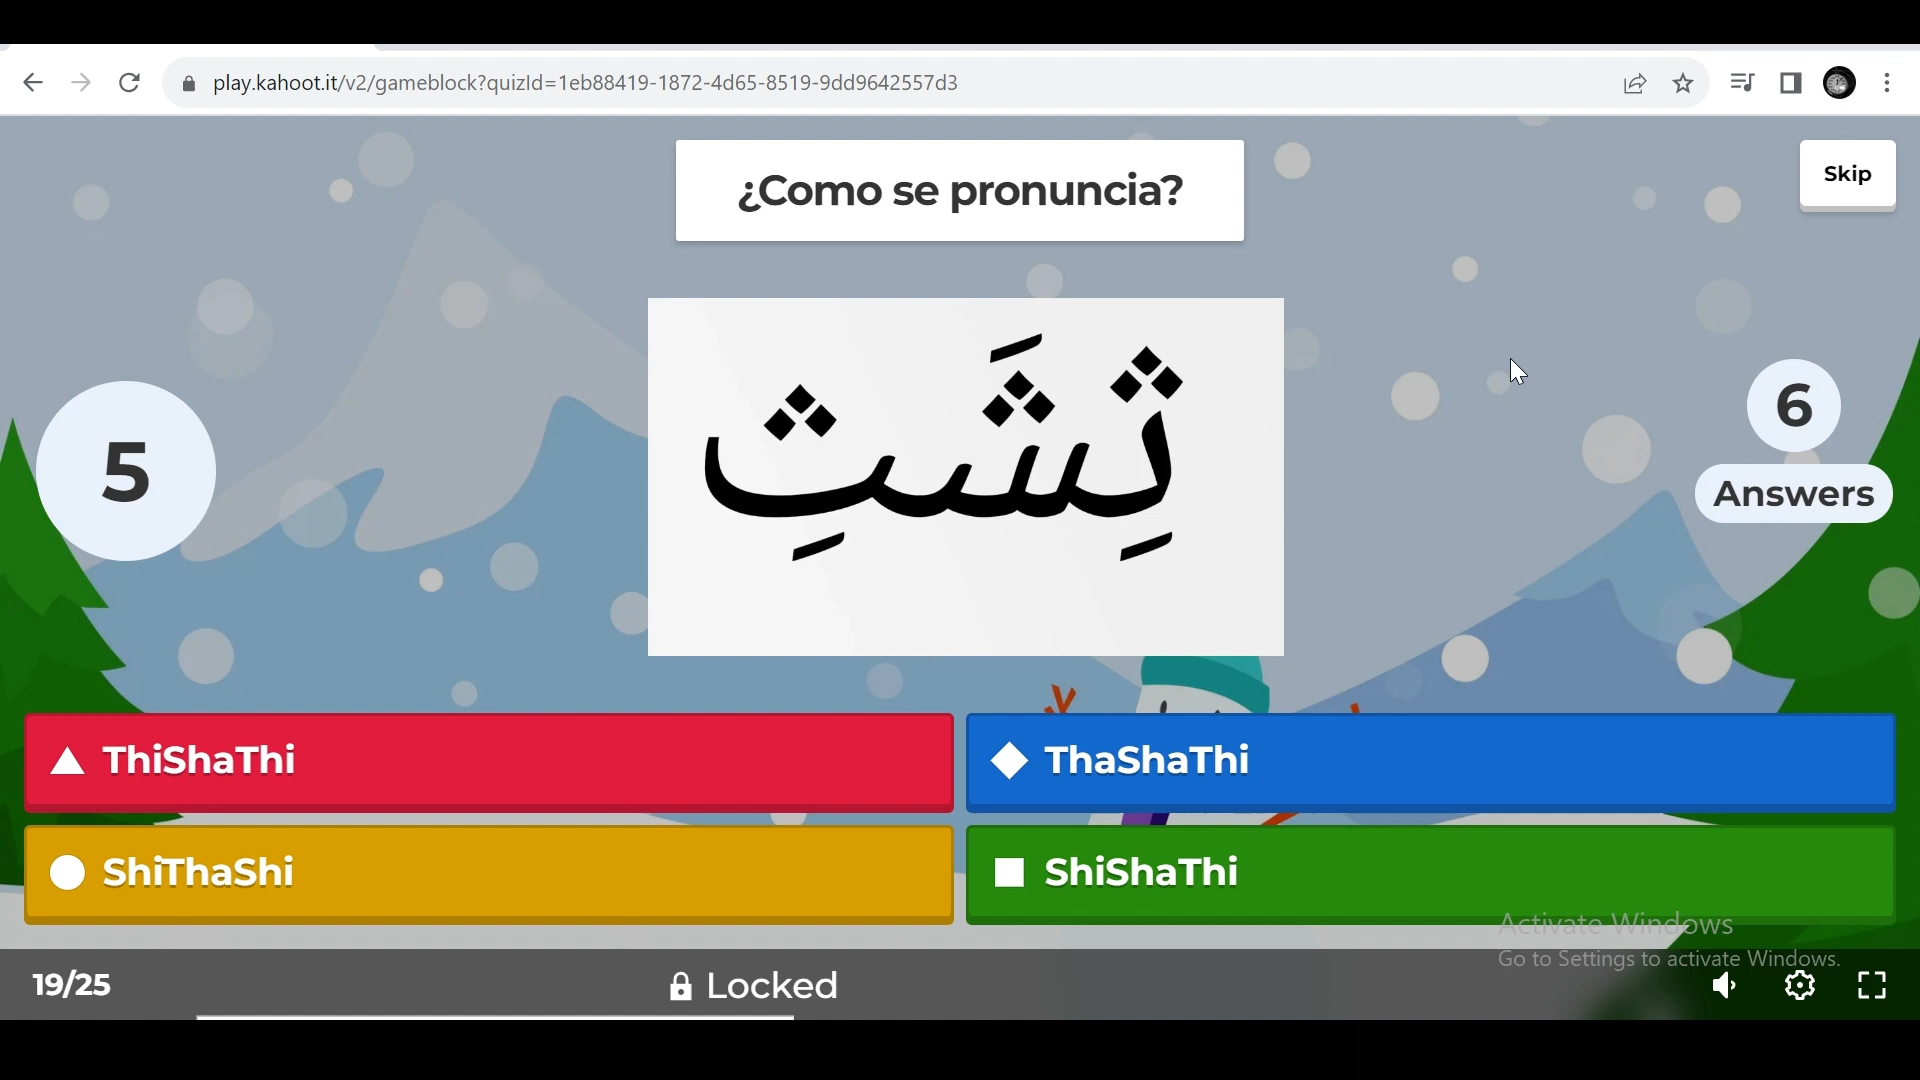 play.kahoot.it/v2/gameblock?quizId=1eb88419-1872-4d65-8519-9dd9642557d3
¿Como se pronuncia?
Skip
ثِشَثِ
5
6
Answers
ThiShaThi
ThaShaThi
ShiThaShi
ShiShaThi
Activate Windows
Go to Settings to activate Windows.
19/25
Locked